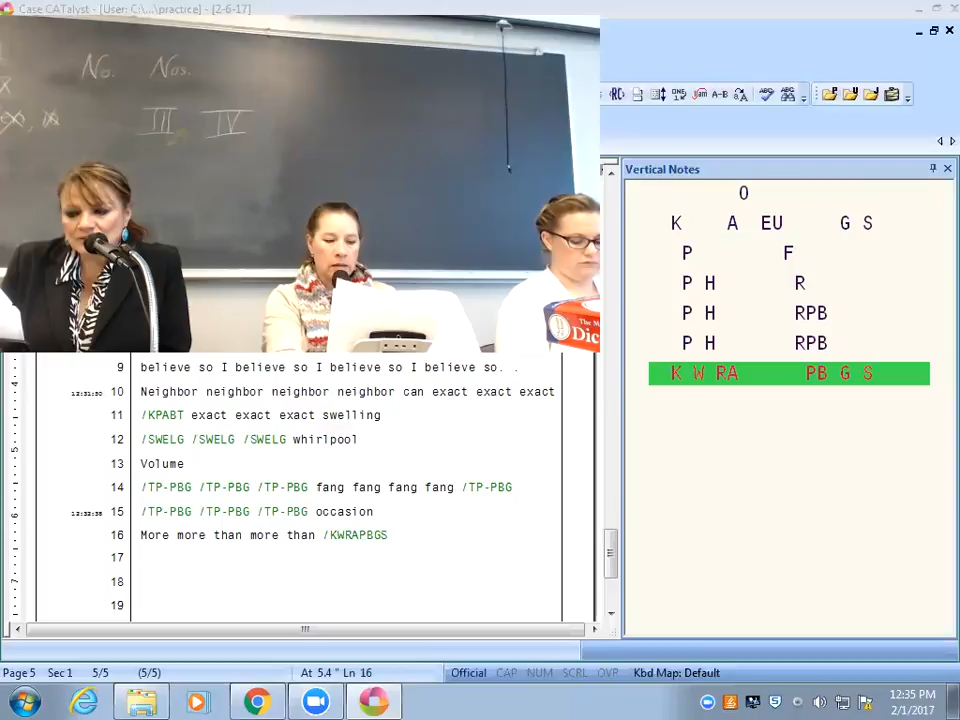 Case CATalyst - [User: C:\...\practice] - [2-6-17]
No. Nos.
III IV
Dic
Vertical Notes
O
K A EU G S
P F
P H R
P H RPB
P H RPB
K W RA PB G S
9 believe so I believe so I believe so I believe so. .
12:31:50 10 Neighbor neighbor neighbor neighbor can exact exact exact
11 /KPABT exact exact exact swelling
12 /SWELG /SWELG /SWELG whirlpool
13 Volume
14 /TP-PBG /TP-PBG /TP-PBG fang fang fang fang /TP-PBG
12:32:38 15 /TP-PBG /TP-PBG /TP-PBG occasion
16 More more than more than /KWRAPBGS
17
18
19
Page 5 Sec 1 5/5 (5/5) At 5.4 " Ln 16 Official CAP NUM SCRL OVR Kbd Map: Default
12:35 PM
2/1/2017